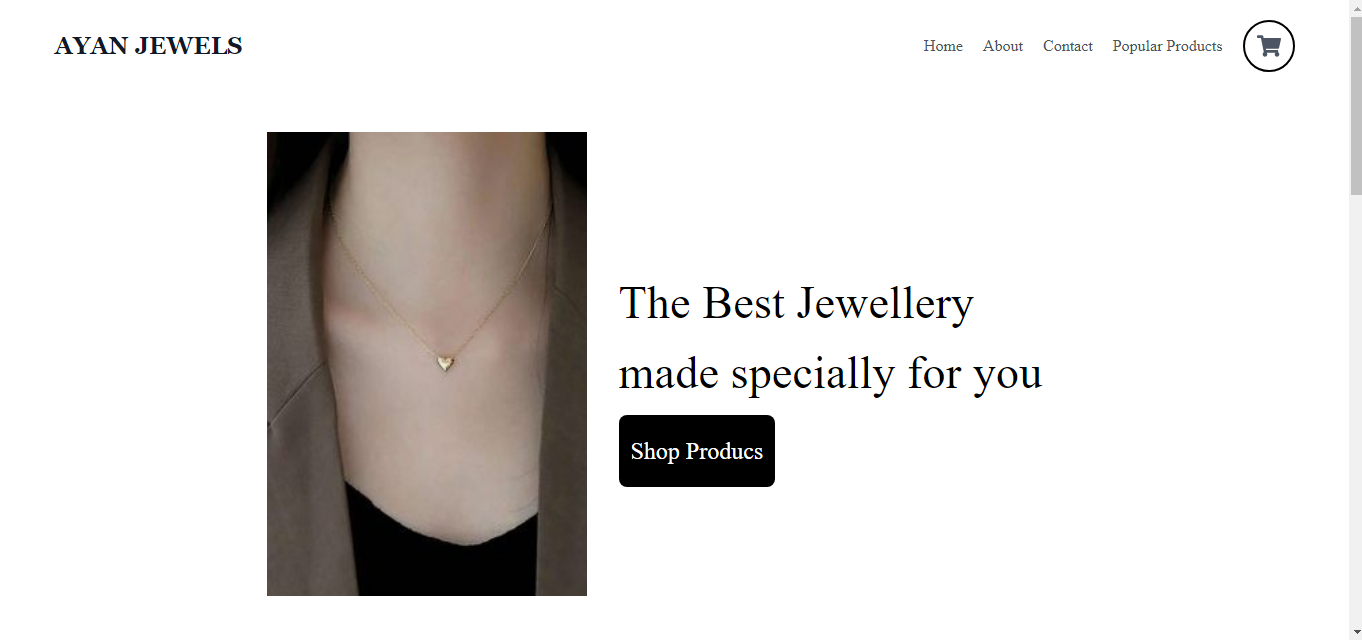 AYAN JEWELS
Home About Contact Popular Products
The Best Jewellery
made specially for you
Shop Producs